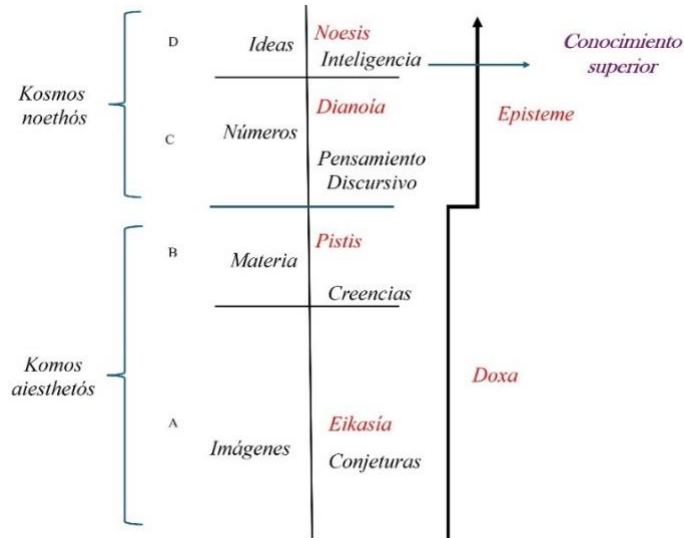 D
Ideas
Noesis
Inteligencia
Conocimiento
superior
Kosmos
noethós
C
Números
Dianoía
Pensamiento
Discursivo
Episteme
B
Materia
Pistis
Creencias
Komos
aiesthetós
A
Imágenes
Eikasía
Conjeturas
Doxa